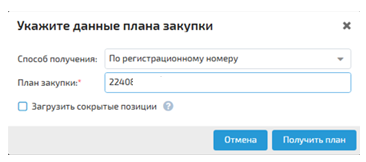 Укажите данные плана закупки
Способ получения: По регистрационному номеру
План закупки:* 22408
Загрузить сокрытые позиции
Отмена Получить план